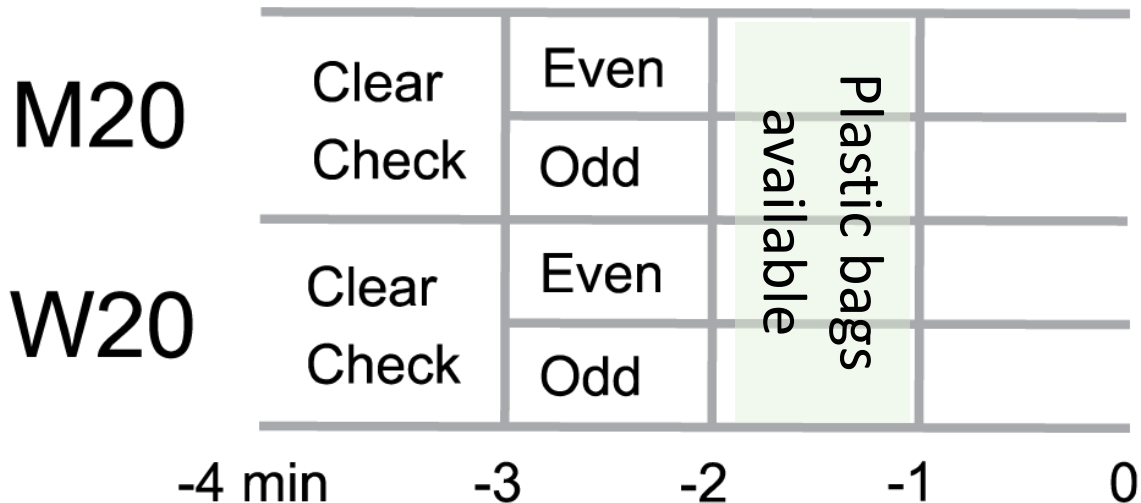 M20
Clear
Check
Even
Odd
W20
Clear
Check
Even
Odd
Plastic bags
available
-4 min
-3
-2
-1
0